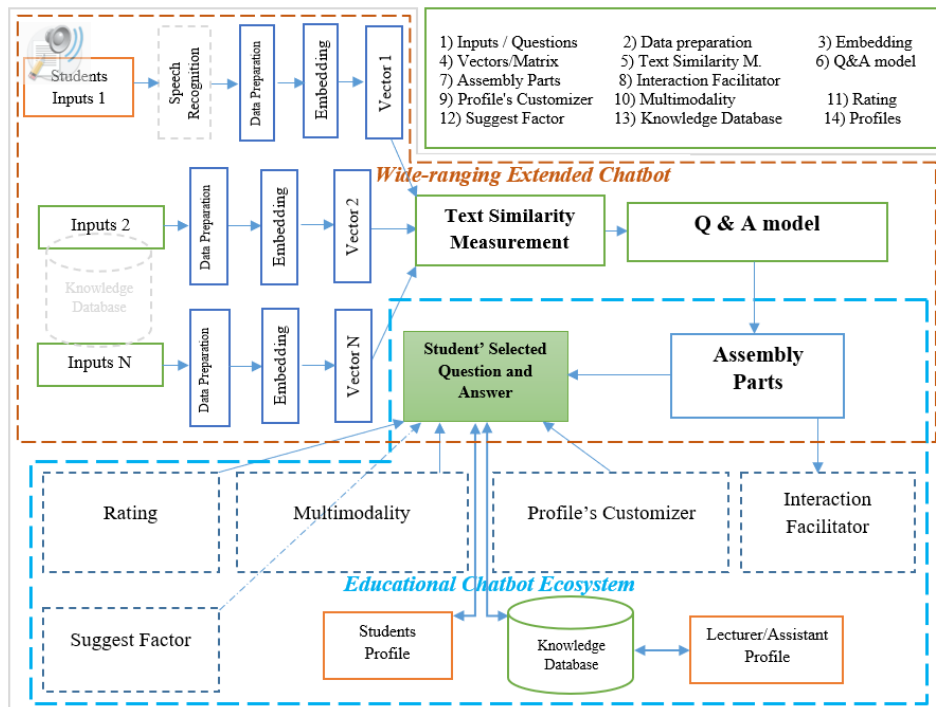 1) Inputs / Questions 2) Data preparation 3) Embedding
4) Vectors/Matrix 5) Text Similarity M. 6) Q&A model
7) Assembly Parts 8) Interaction Facilitator
9) Profile's Customizer 10) Multimodality 11) Rating
12) Suggest Factor 13) Knowledge Database 14) Profiles
Students
Inputs 1
Speech
Recognition
Data Preparation
Embedding
Vector 1
Wide-ranging Extended Chatbot
Inputs 2
Data Preparation
Embedding
Vector 2
Text Similarity
Measurement
Q & A model
Knowledge
Database
Inputs N
Data Preparation
Embedding
Vector N
Student' Selected
Question and
Answer
Assembly
Parts
Rating
Multimodality
Profile's Customizer
Interaction
Facilitator
Educational Chatbot Ecosystem
Suggest Factor
Students
Profile
Knowledge
Database
Lecturer/Assistant
Profile